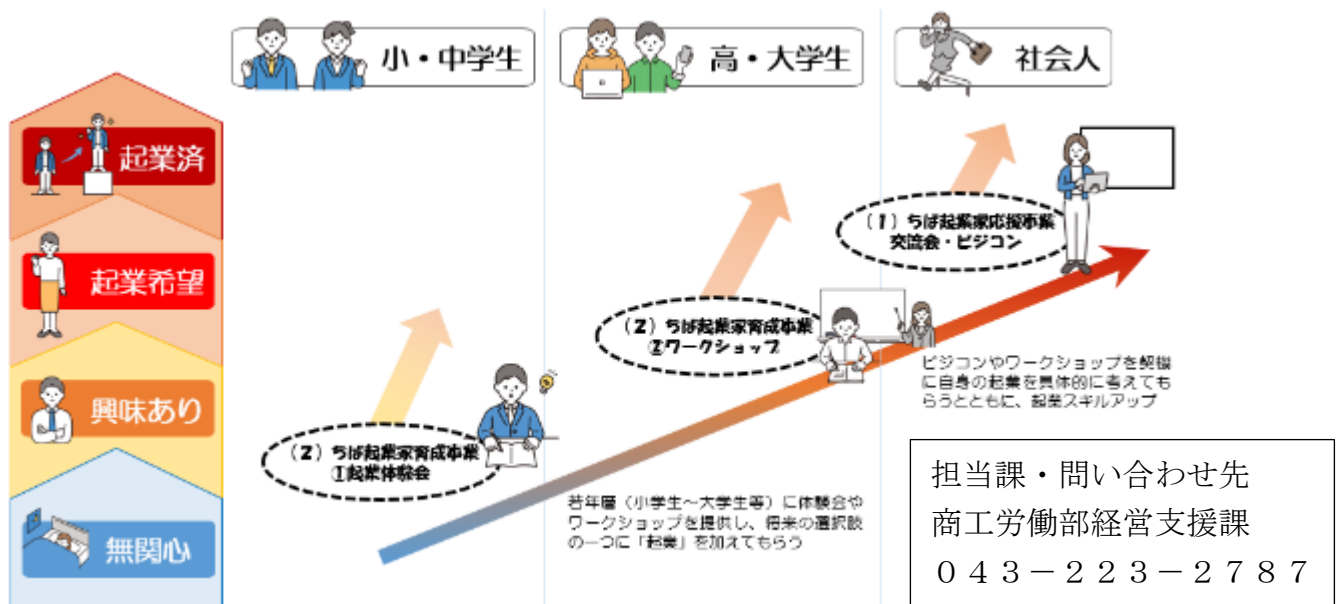 小・中学生
高・大学生
社会人
起業済
起業希望
興味あり
無関心
(1)ちば起業家応援事業
交流会・ビジコン
(2)ちば起業家育成事業
②ワークショップ
(2)ちば起業家育成事業
①起業体験会
ビジコンやワークショップを契機
に自身の起業を具体的に考えても
らうとともに、起業スキルアップ
若年層(小学生～大学生等)に体験会や
ワークショップを提供し、将来の選択肢
の一つに「起業」を加えてもらう
担当課・問い合わせ先
商工労働部経営支援課
０４３－２２３－２７８７